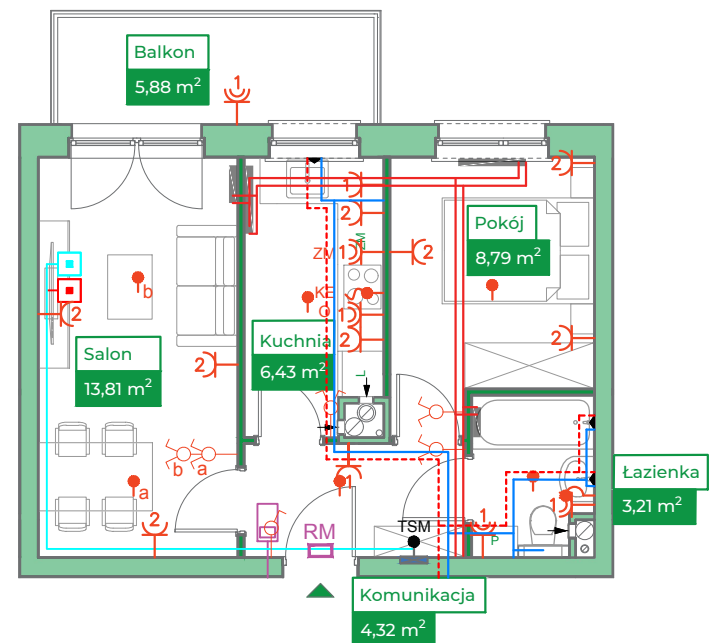 Balkon
5,88 m²
1
2
1
2
Pokój
8,79 m²
ZM
1
ZM
2
b
KE
2
O
1
Kuchnia
6,43 m²
2
2
Salon
13,81 m²
2
L
b
a
a
1
Łazienka
3,21 m²
1
2
RM
TSM
1
P
Komunikacja
4,32 m²